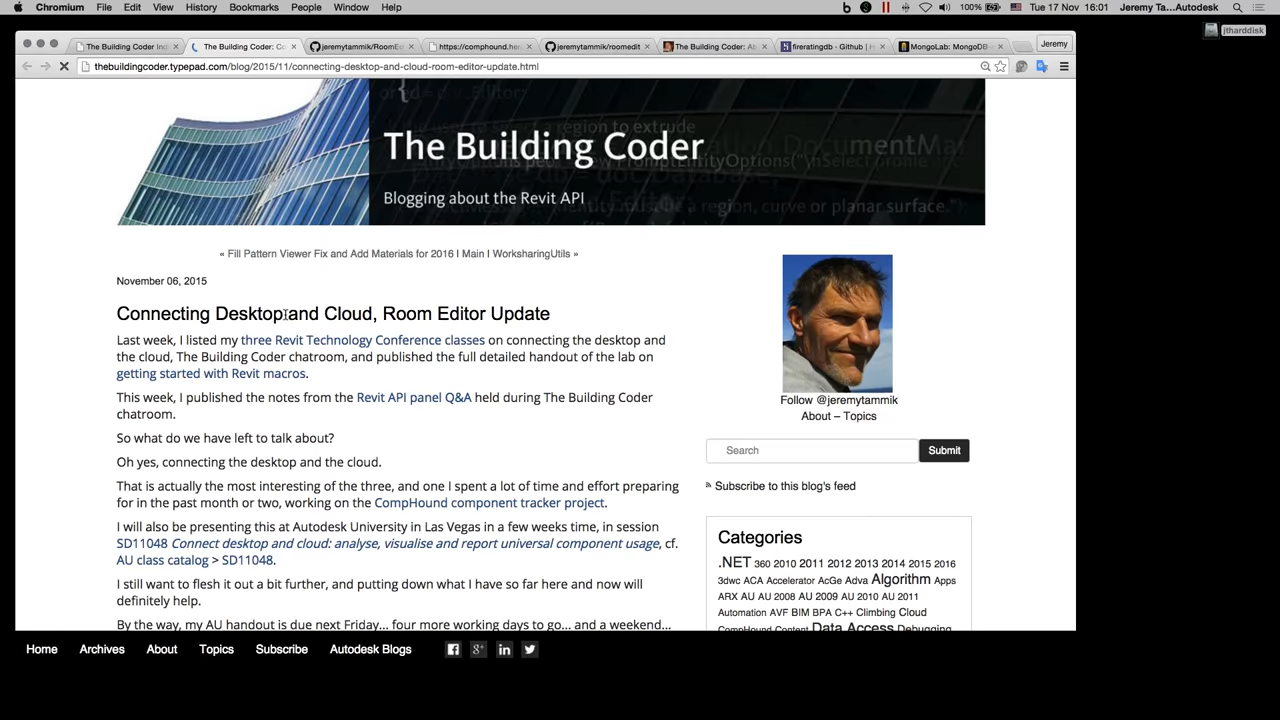 Chromium File Edit View History Bookmarks People Window Help 100% Tue 17 Nov 16:01 Jeremy Ta...Autodesk
jtharddisk
The Building Coder Ind
The Building Coder: Co
jeremytammik/RoomEd
https://comphound.her
jeremytammik/roomedit
The Building Coder: Ab
fireratingdb - Github | H
MongoLab: MongoDB-
Jeremy
thebuildingcoder.typepad.com/blog/2015/11/connecting-desktop-and-cloud-room-editor-update.html
The Building Coder
Blogging about the Revit API
« Fill Pattern Viewer Fix and Add Materials for 2016 | Main | WorksharingUtils »
November 06, 2015
Connecting Desktop and Cloud, Room Editor Update
Last week, I listed my three Revit Technology Conference classes on connecting the desktop and
the cloud, The Building Coder chatroom, and published the full detailed handout of the lab on
getting started with Revit macros.
This week, I published the notes from the Revit API panel Q&A held during The Building Coder
chatroom.
So what do we have left to talk about?
Oh yes, connecting the desktop and the cloud.
That is actually the most interesting of the three, and one I spent a lot of time and effort preparing
for in the past month or two, working on the CompHound component tracker project.
I will also be presenting this at Autodesk University in Las Vegas in a few weeks time, in session
SD11048 Connect desktop and cloud: analyse, visualise and report universal component usage, cf.
AU class catalog > SD11048.
I still want to flesh it out a bit further, and putting down what I have so far here and now will
definitely help.
By the way, my AU handout is due next Friday... four more working days to go... and a weekend...
Follow @jeremytammik
About – Topics
Search
Submit
Subscribe to this blog's feed
Categories
.NET 360 2010 2011 2012 2013 2014 2015 2016
3dwc ACA Accelerator AcGe Adva Algorithm Apps
ARX AU AU 2008 AU 2009 AU 2010 AU 2011
Automation AVF BIM BPA C++ Climbing Cloud
CompHound Content Data Access Debugging
Home Archives About Topics Subscribe Autodesk Blogs